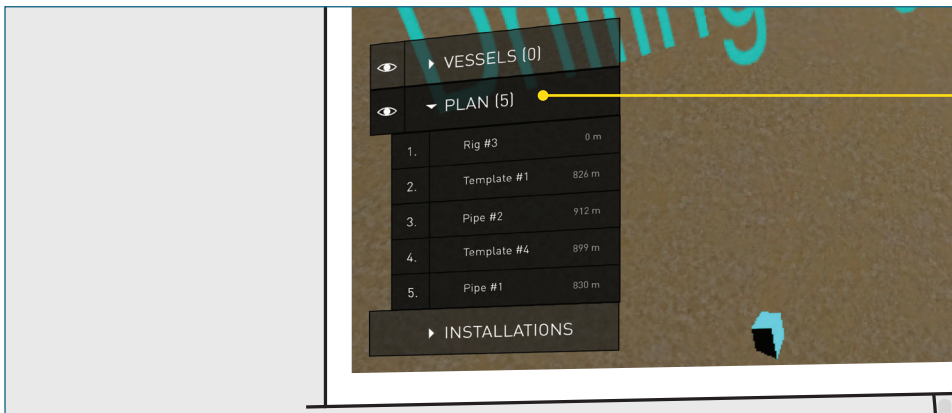 Drilling
VESSELS (0)
PLAN (5)
1. Rig #3 0 m
2. Template #1 826 m
3. Pipe #2 912 m
4. Template #4 899 m
5. Pipe #1 830 m
INSTALLATIONS